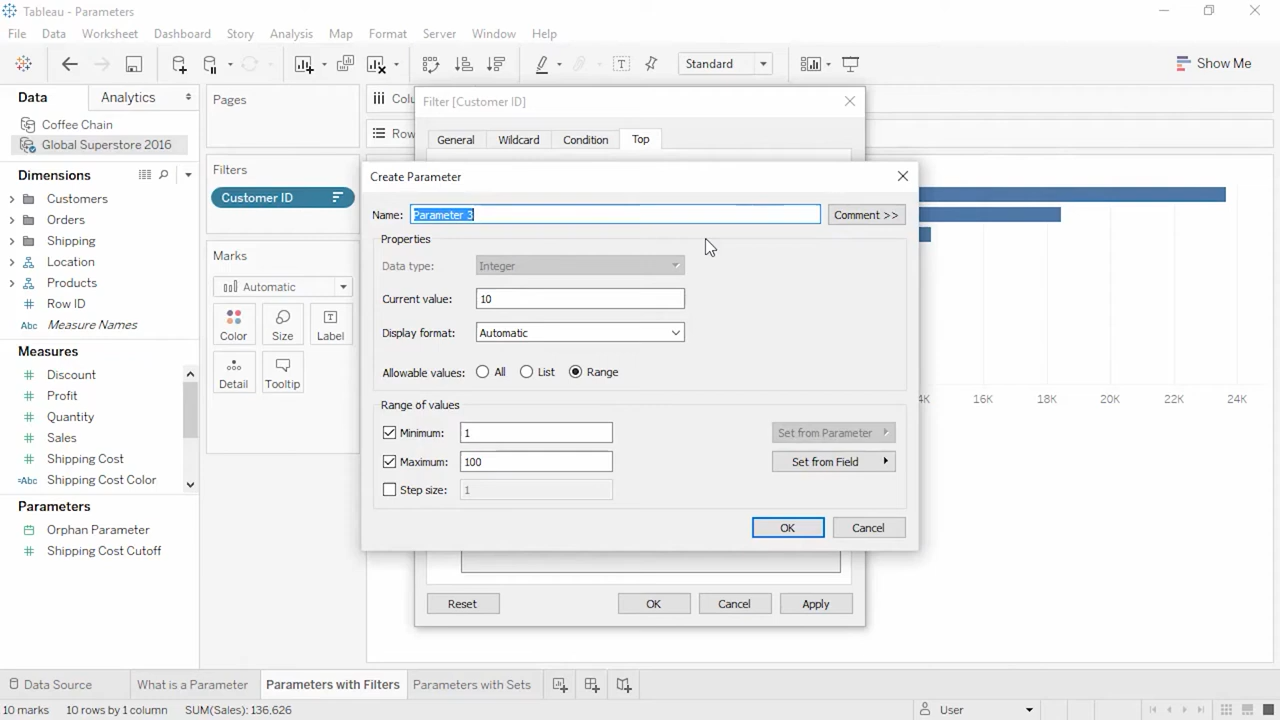 Tableau - Parameters
File Data Worksheet Dashboard Story Analysis Map Format Server Window Help
Standard
Show Me
Data
Analytics
Coffee Chain
Global Superstore 2016
Dimensions
Customers
Orders
Shipping
Location
Products
Row ID
Abc Measure Names
Measures
Discount
Profit
Quantity
Sales
Shipping Cost
=Abc Shipping Cost Color
Parameters
Orphan Parameter
Shipping Cost Cutoff
Pages
Filters
Customer ID
Marks
Automatic
Color Size Label
Detail Tooltip
Filter [Customer ID]
General Wildcard Condition Top
Create Parameter
Name: Parameter 3 Comment >>
Properties
Data type: Integer
Current value: 10
Display format: Automatic
Allowable values: All List Range
Range of values
Minimum: 1 Set from Parameter
Maximum: 100 Set from Field
Step size: 1
OK Cancel
Reset OK Cancel Apply
16K 18K 20K 22K 24K
Data Source What is a Parameter Parameters with Filters Parameters with Sets
10 marks 10 rows by 1 column SUM(Sales): 136,626 User